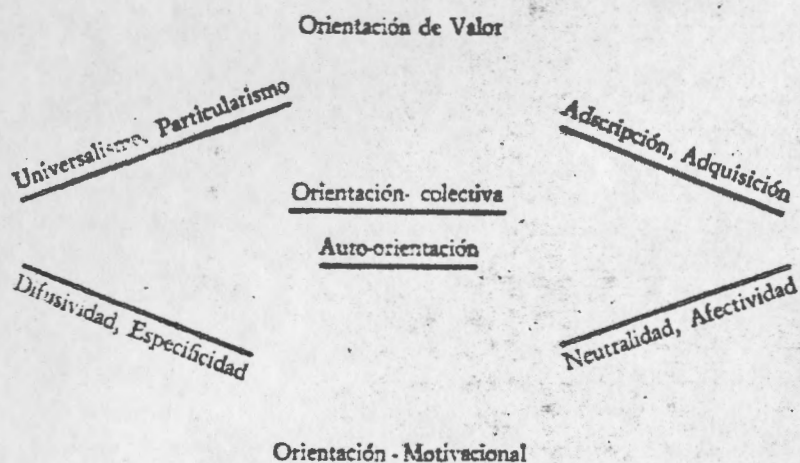 Orientación de Valor
Universalismo, Particularismo
Adscripción, Adquisición
Orientación- colectiva
Auto-orientación
Difusividad, Especificidad
Neutralidad, Afectividad
Orientación - Motivacional